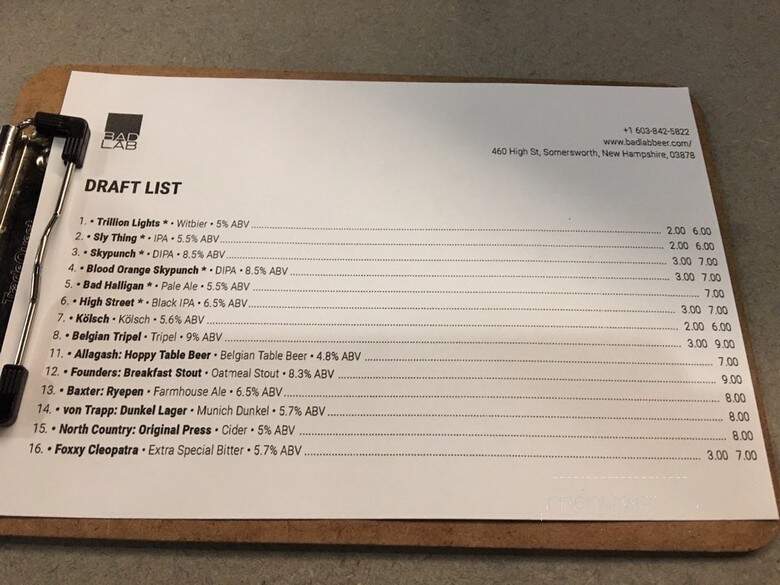 BAD
LAB
+1 603-842-5822
www.badlabbeer.com/
460 High St, Somersworth, New Hampshire, 03878
DRAFT LIST
1. • Trillion Lights * • Witbier • 5% ABV 2.00 6.00
2. • Sly Thing * • IPA • 5.5% ABV 2.00 6.00
3. • Skypunch * • DIPA • 8.5% ABV 3.00 7.00
4. • Blood Orange Skypunch * • DIPA • 8.5% ABV 3.00 7.00
5. • Bad Halligan * • Pale Ale • 5.5% ABV 7.00
6. • High Street * • Black IPA • 6.5% ABV 3.00 7.00
7. • Kölsch • Kölsch • 5.6% ABV 2.00 6.00
8. • Belgian Tripel • Tripel • 9% ABV 3.00 9.00
11. • Allagash: Hoppy Table Beer • Belgian Table Beer • 4.8% ABV 7.00
12. • Founders: Breakfast Stout • Oatmeal Stout • 8.3% ABV 9.00
13. • Baxter: Ryepen • Farmhouse Ale • 6.5% ABV 8.00
14. • von Trapp: Dunkel Lager • Munich Dunkel • 5.7% ABV 8.00
15. • North Country: Original Press • Cider • 5% ABV 8.00
16. • Foxxy Cleopatra • Extra Special Bitter • 5.7% ABV 3.00 7.00